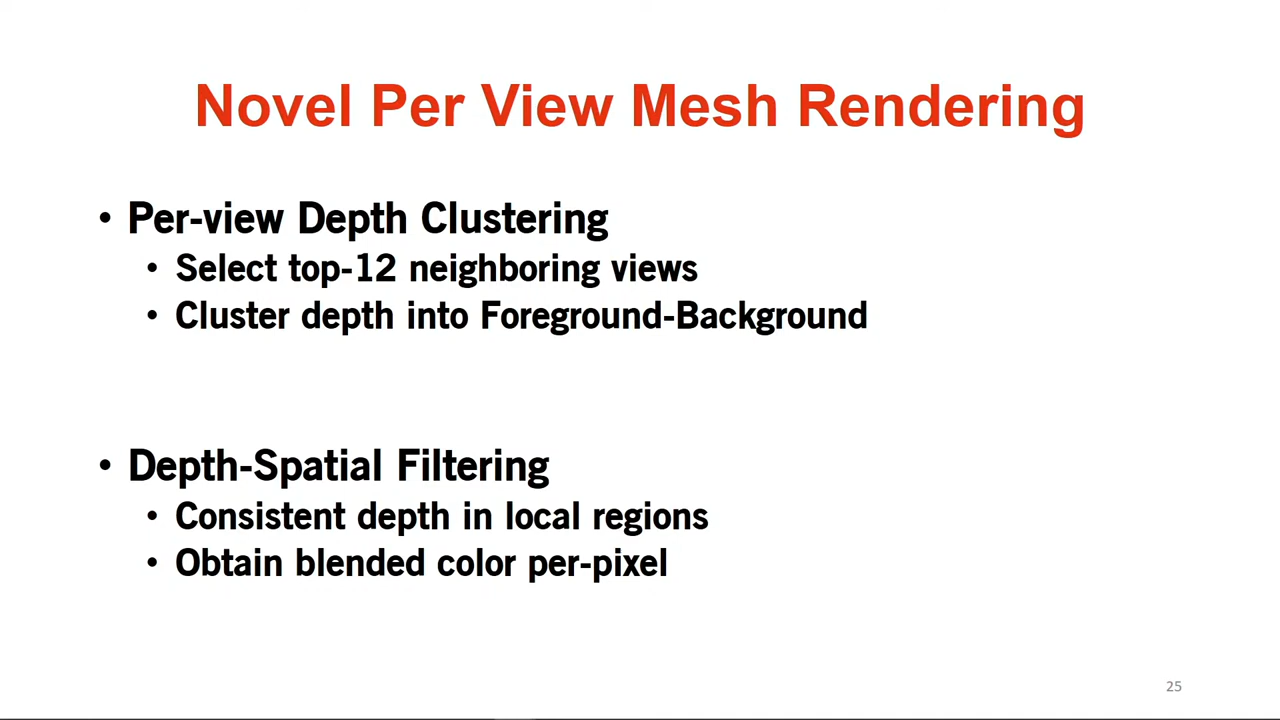 Novel Per View Mesh Rendering
• Per-view Depth Clustering
• Select top-12 neighboring views
• Cluster depth into Foreground-Background
• Depth-Spatial Filtering
• Consistent depth in local regions
• Obtain blended color per-pixel
25